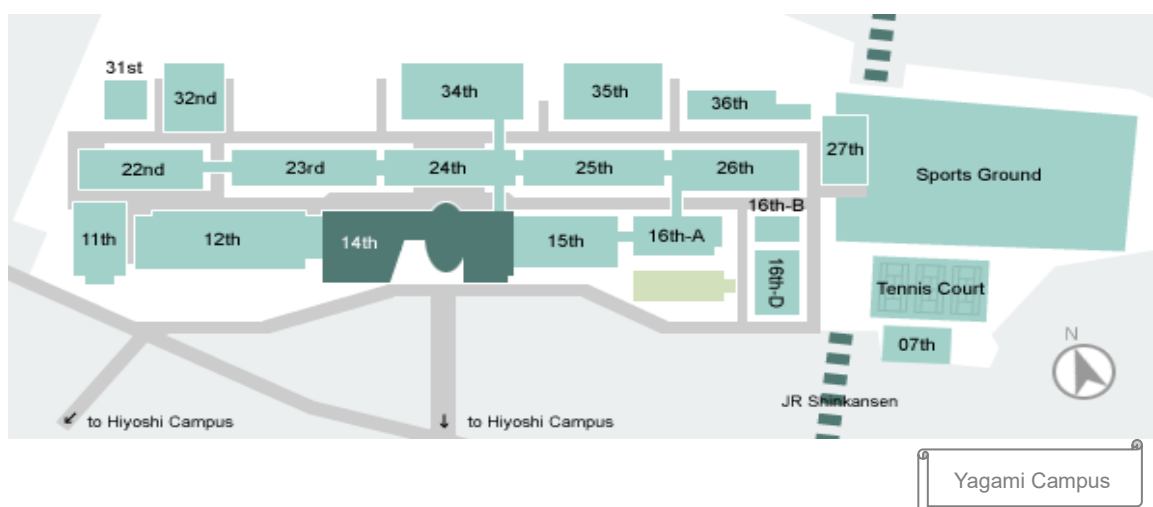 31st
32nd
34th
35th
36th
22nd
23rd
24th
25th
26th
27th
Sports Ground
11th
12th
14th
15th
16th-A
16th-B
16th-D
Tennis Court
07th
N
JR Shinkansen
↙ to Hiyoshi Campus
↓ to Hiyoshi Campus
Yagami Campus